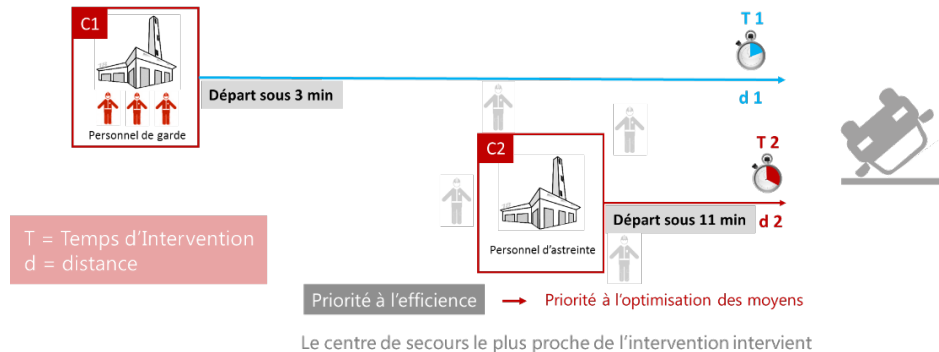 C1
T 1
Départ sous 3 min
d 1
Personnel de garde
C2
T 2
Départ sous 11 min
d 2
T = Temps d'Intervention
d = distance
Personnel d'astreinte
Priorité à l'efficience → Priorité à l'optimisation des moyens
Le centre de secours le plus proche de l'intervention intervient